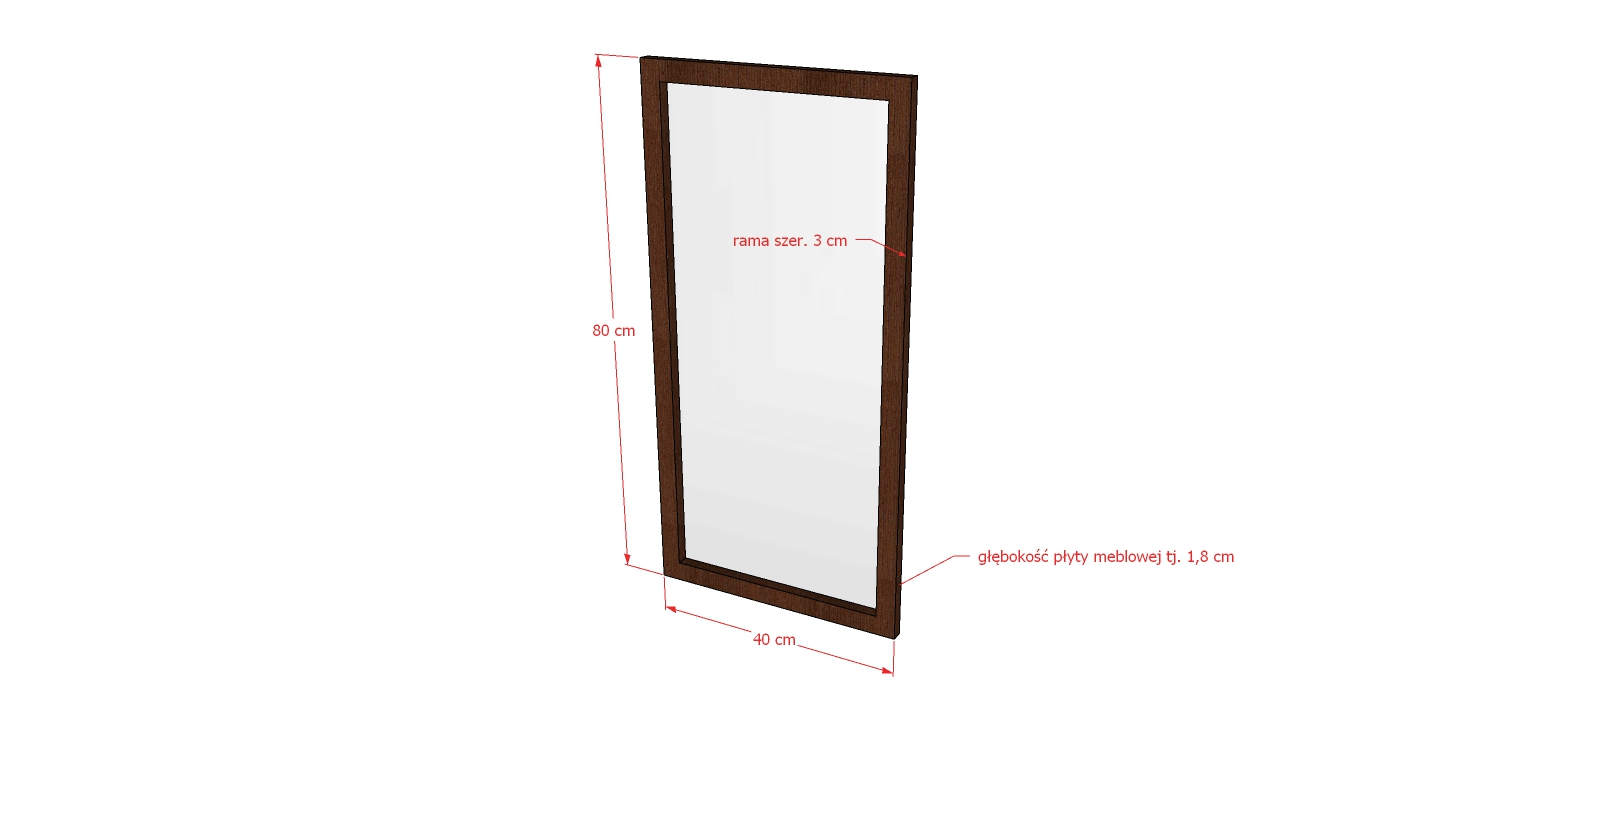 rama szer. 3 cm
80 cm
głębokość płyty meblowej tj. 1,8 cm
40 cm